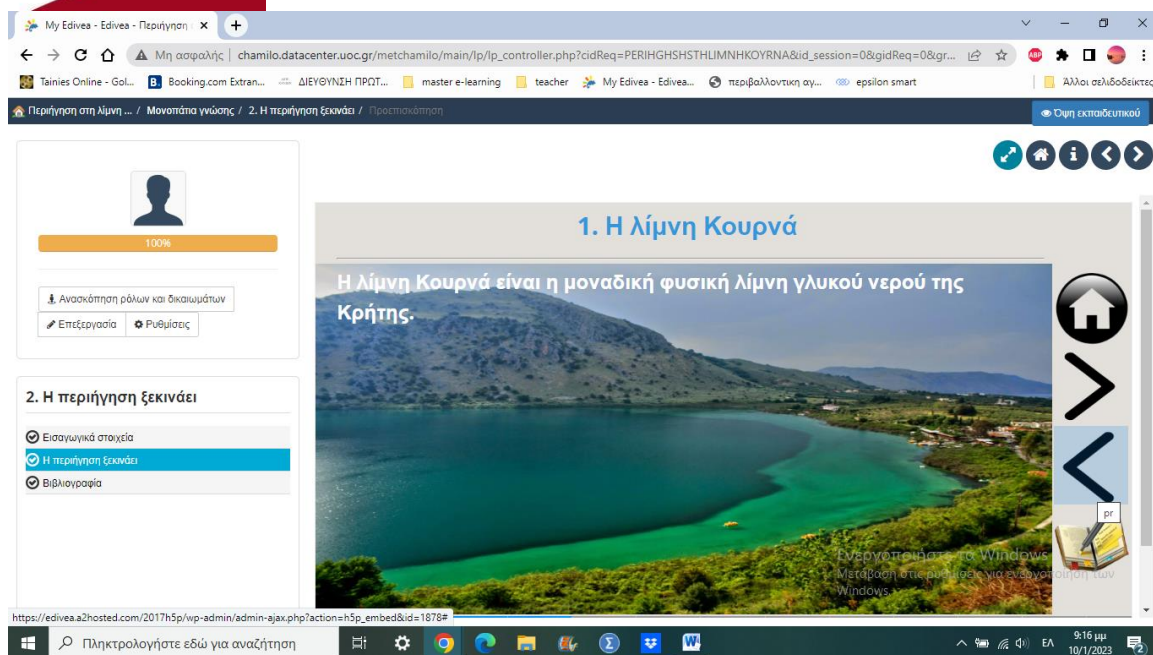 My Edivea - Edivea - Περιήγηση
Μη ασφαλής | chamilo.datacenter.uoc.gr/metchamilo/main/lp/lp_controller.php?cidReq=PERIHGHSHSTHLIMNHKOYRNA&id_session=0&gidReq=0&gr...
ABP
Tainies Online - Gol... B. Booking.com Extran... ΔΙΕΥΘΥΝΣΗ ΠΡΩΤ... master e-learning teacher My Edivea - Edivea... περιβαλλοντικη αγ... epsilon smart Άλλοι σελιδοδείκτες
Περιήγηση στη λίμνη ... / Μονοπάτια γνώσης / 2. Η περιήγηση ξεκινάει / Προεπισκόπηση
Όψη εκπαιδευτικού
100%
Ανασκόπηση ρόλων και δικαιωμάτων
Επεξεργασία Ρυθμίσεις
2. Η περιήγηση ξεκινάει
Εισαγωγικά στοιχεία
Η περιήγηση ξεκινάει
Βιβλιογραφία
1. Η λίμνη Κουρνά
Η λίμνη Κουρνά είναι η μοναδική φυσική λίμνη γλυκού νερού της
Κρήτης.
pr
Ενεργοποιήστε τα Windows
Μετάβαση στις ρυθμίσεις για ενεργοποίηση των
Windows.
https://edivea.a2hosted.com/2017h5p/wp-admin/admin-ajax.php?action=h5p_embed&id=1878#
Πληκτρολογήστε εδώ για αναζήτηση
ΕΛ
9:16 μμ
10/1/2023
2